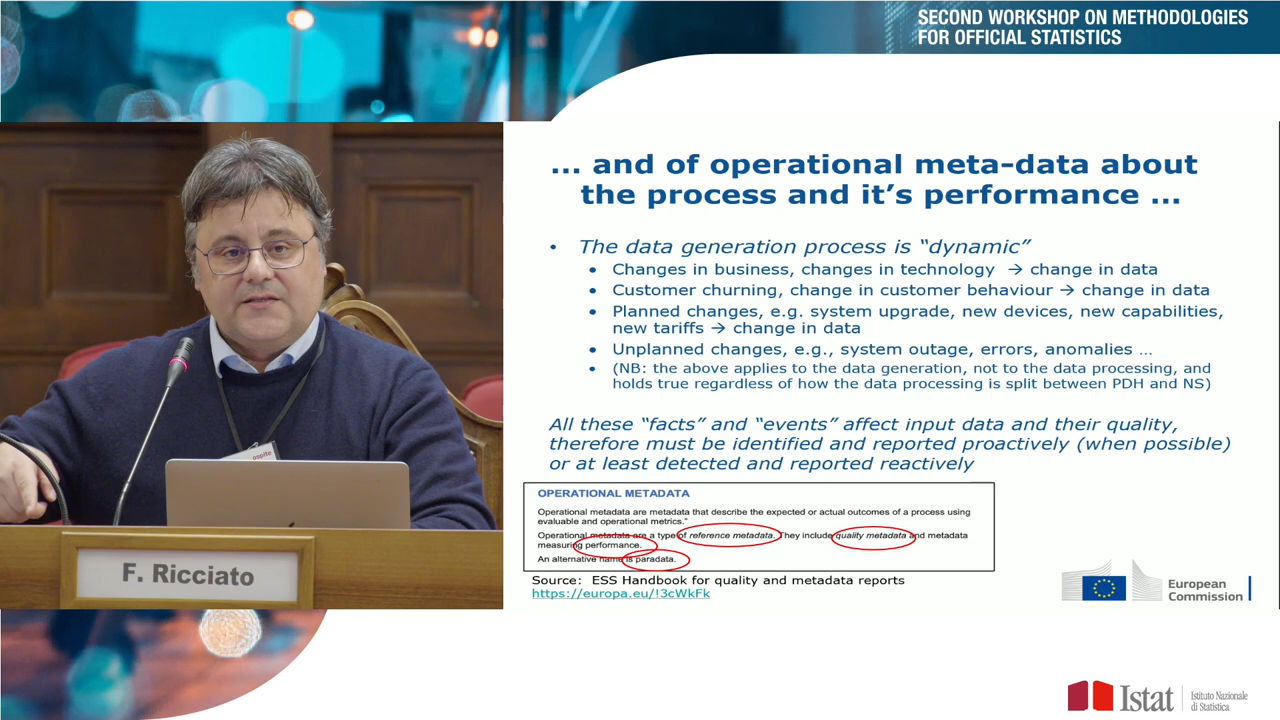 SECOND WORKSHOP ON METHODOLOGIES
FOR OFFICIAL STATISTICS
... and of operational meta-data about
the process and it's performance ...
• The data generation process is “dynamic”
• Changes in business, changes in technology → change in data
• Customer churning, change in customer behaviour → change in data
• Planned changes, e.g. system upgrade, new devices, new capabilities,
new tariffs → change in data
• Unplanned changes, e.g., system outage, errors, anomalies ...
• (NB: the above applies to the data generation, not to the data processing, and
holds true regardless of how the data processing is split between PDH and NS)
All these “facts” and “events” affect input data and their quality,
therefore must be identified and reported proactively (when possible)
or at least detected and reported reactively
OPERATIONAL METADATA
Operational metadata are metadata that describe the expected or actual outcomes of a process using
evaluable and operational metrics.”
Operational metadata are a type of reference metadata. They include quality metadata and metadata
measuring performance.
An alternative name is paradata.
Source: ESS Handbook for quality and metadata reports
https://europa.eu/!3cWkFk
European
Commission
ospite
F. Ricciato
Istat
Istituto Nazionale
di Statistica